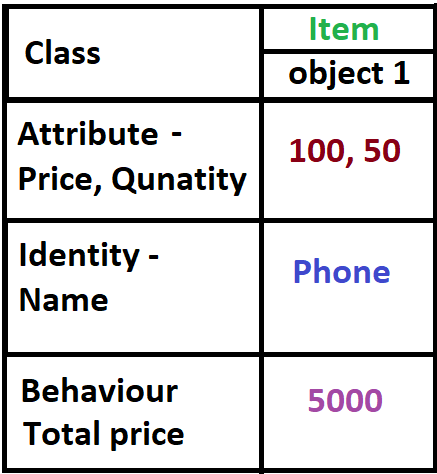 Class
Item
object 1
Attribute -
Price, Qunatity
100, 50
Identity -
Name
Phone
Behaviour
Total price
5000